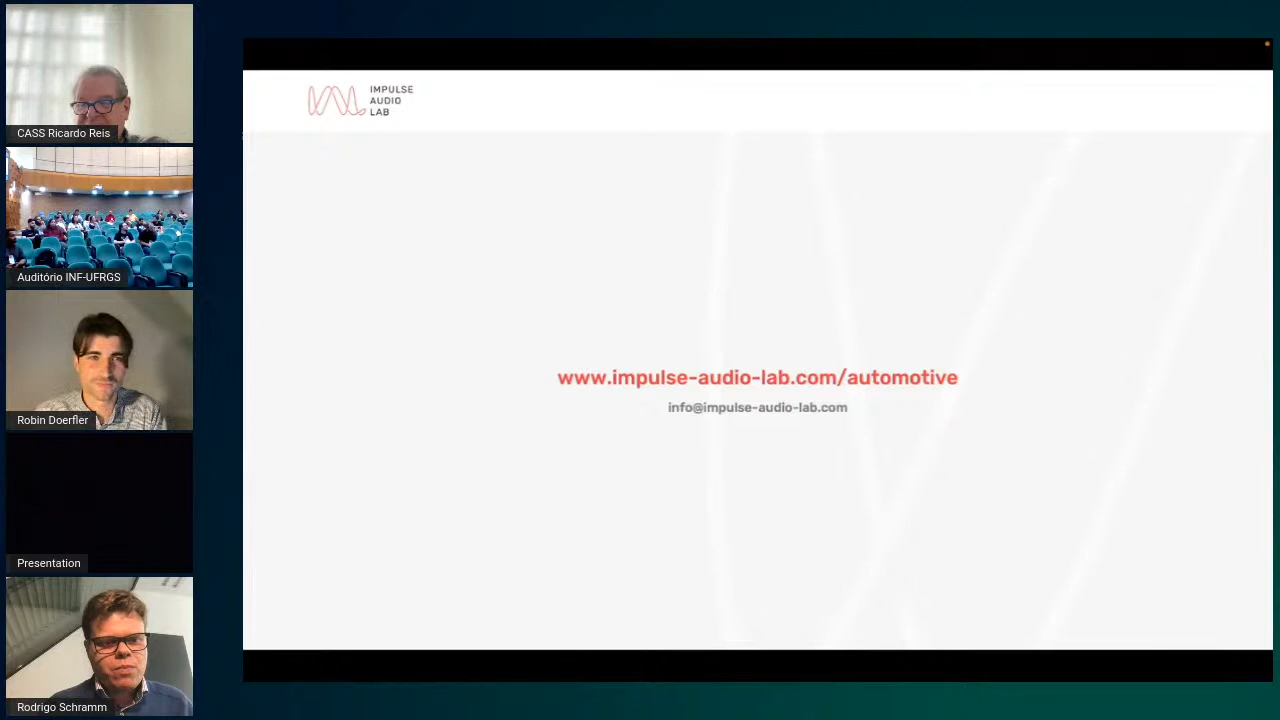 CASS Ricardo Reis
Auditório INF-UFRGS
Robin Doerfler
Presentation
Rodrigo Schramm
IMPULSE
AUDIO
LAB
www.impulse-audio-lab.com/automotive
info@impulse-audio-lab.com